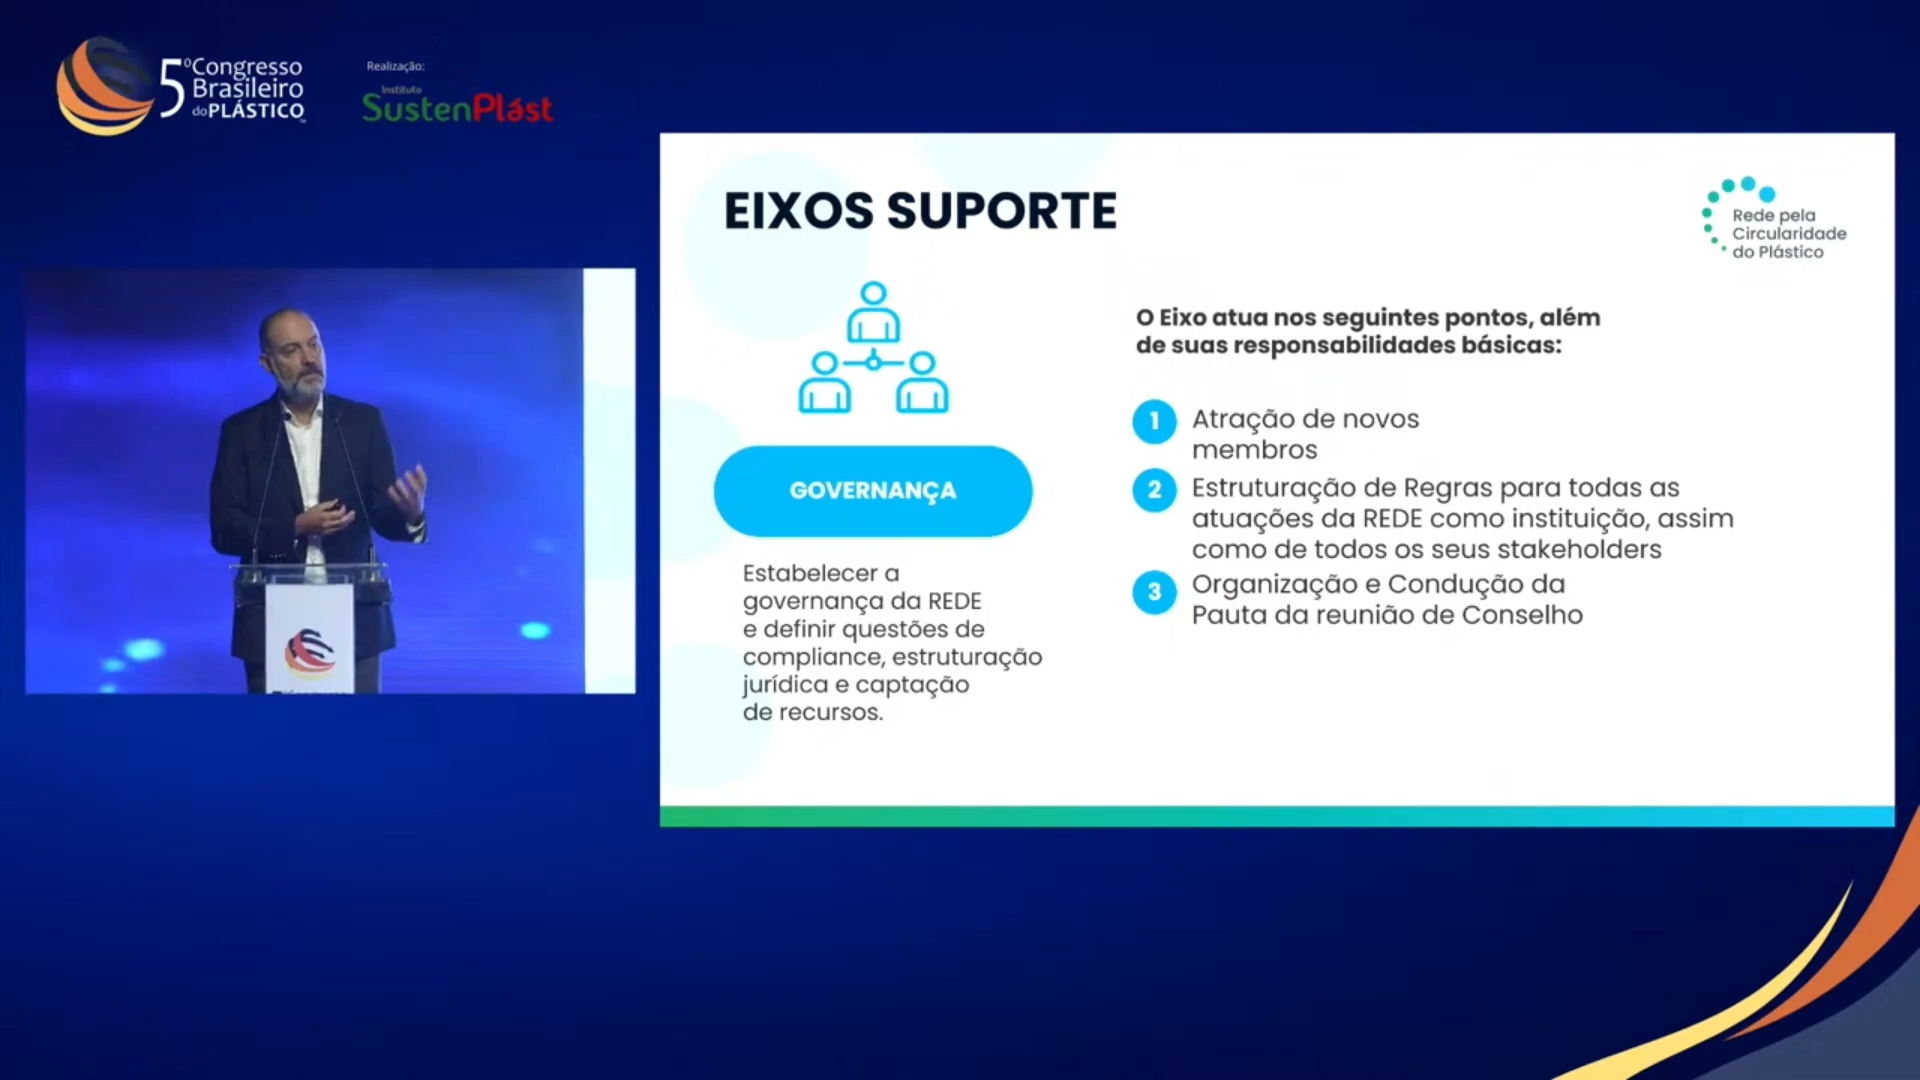 5º Congresso
Brasileiro
do PLÁSTICO
Realização:
Instituto
SustenPlást
EIXOS SUPORTE
Rede pela
Circularidade
do Plástico
GOVERNANÇA
Estabelecer a
governança da REDE
e definir questões de
compliance, estruturação
jurídica e captação
de recursos.
O Eixo atua nos seguintes pontos, além
de suas responsabilidades básicas:
1 Atração de novos
membros
2 Estruturação de Regras para todas as
atuações da REDE como instituição, assim
como de todos os seus stakeholders
3 Organização e Condução da
Pauta da reunião de Conselho